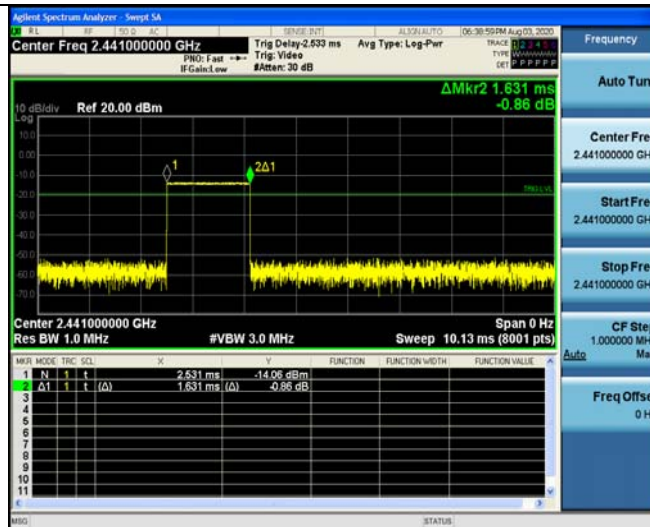 Agilent Spectrum Analyzer - Swept SA
RL RF 50 Ω AC SENSE:INT ALIGN AUTO 06:38:59 PM Aug 03, 2020
Center Freq 2.441000000 GHz
PNO: Fast
IFGain:Low
Trig Delay-2.533 ms
Trig: Video
#Atten: 30 dB
Avg Type: Log-Pwr
TRACE 1 2 3 4 5 6
TYPE
DET P P P P P P
ΔMkr2 1.631 ms
-0.86 dB
10 dB/div Ref 20.00 dBm
Log
10.0
0.00
-10.0
-20.0
-30.0
-40.0
-50.0
-60.0
-70.0
1
2Δ1
TRIG LVL
Center 2.441000000 GHz Span 0 Hz
Res BW 1.0 MHz #VBW 3.0 MHz Sweep 10.13 ms (8001 pts)
MKR MODE TRC SCL X Y FUNCTION FUNCTION WIDTH FUNCTION VALUE
1 N 1 t 2.531 ms -14.06 dBm
2 Δ1 1 t (Δ) 1.631 ms (Δ) -0.86 dB
3
4
5
6
7
8
9
10
11
MSG STATUS
Frequency
Auto Tun
Center Fre
2.441000000 GH
Start Fre
2.441000000 GH
Stop Fre
2.441000000 GH
CF Ste
1.000000 MH
Auto Ma
Freq Offse
0 H